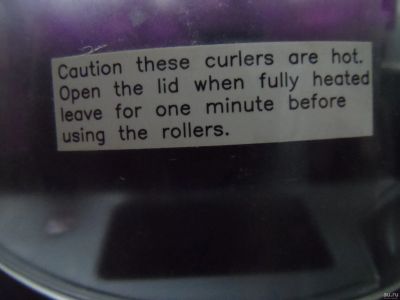 Caution these curlers are hot.
Open the lid when fully heated
leave for one minute before
using the rollers.